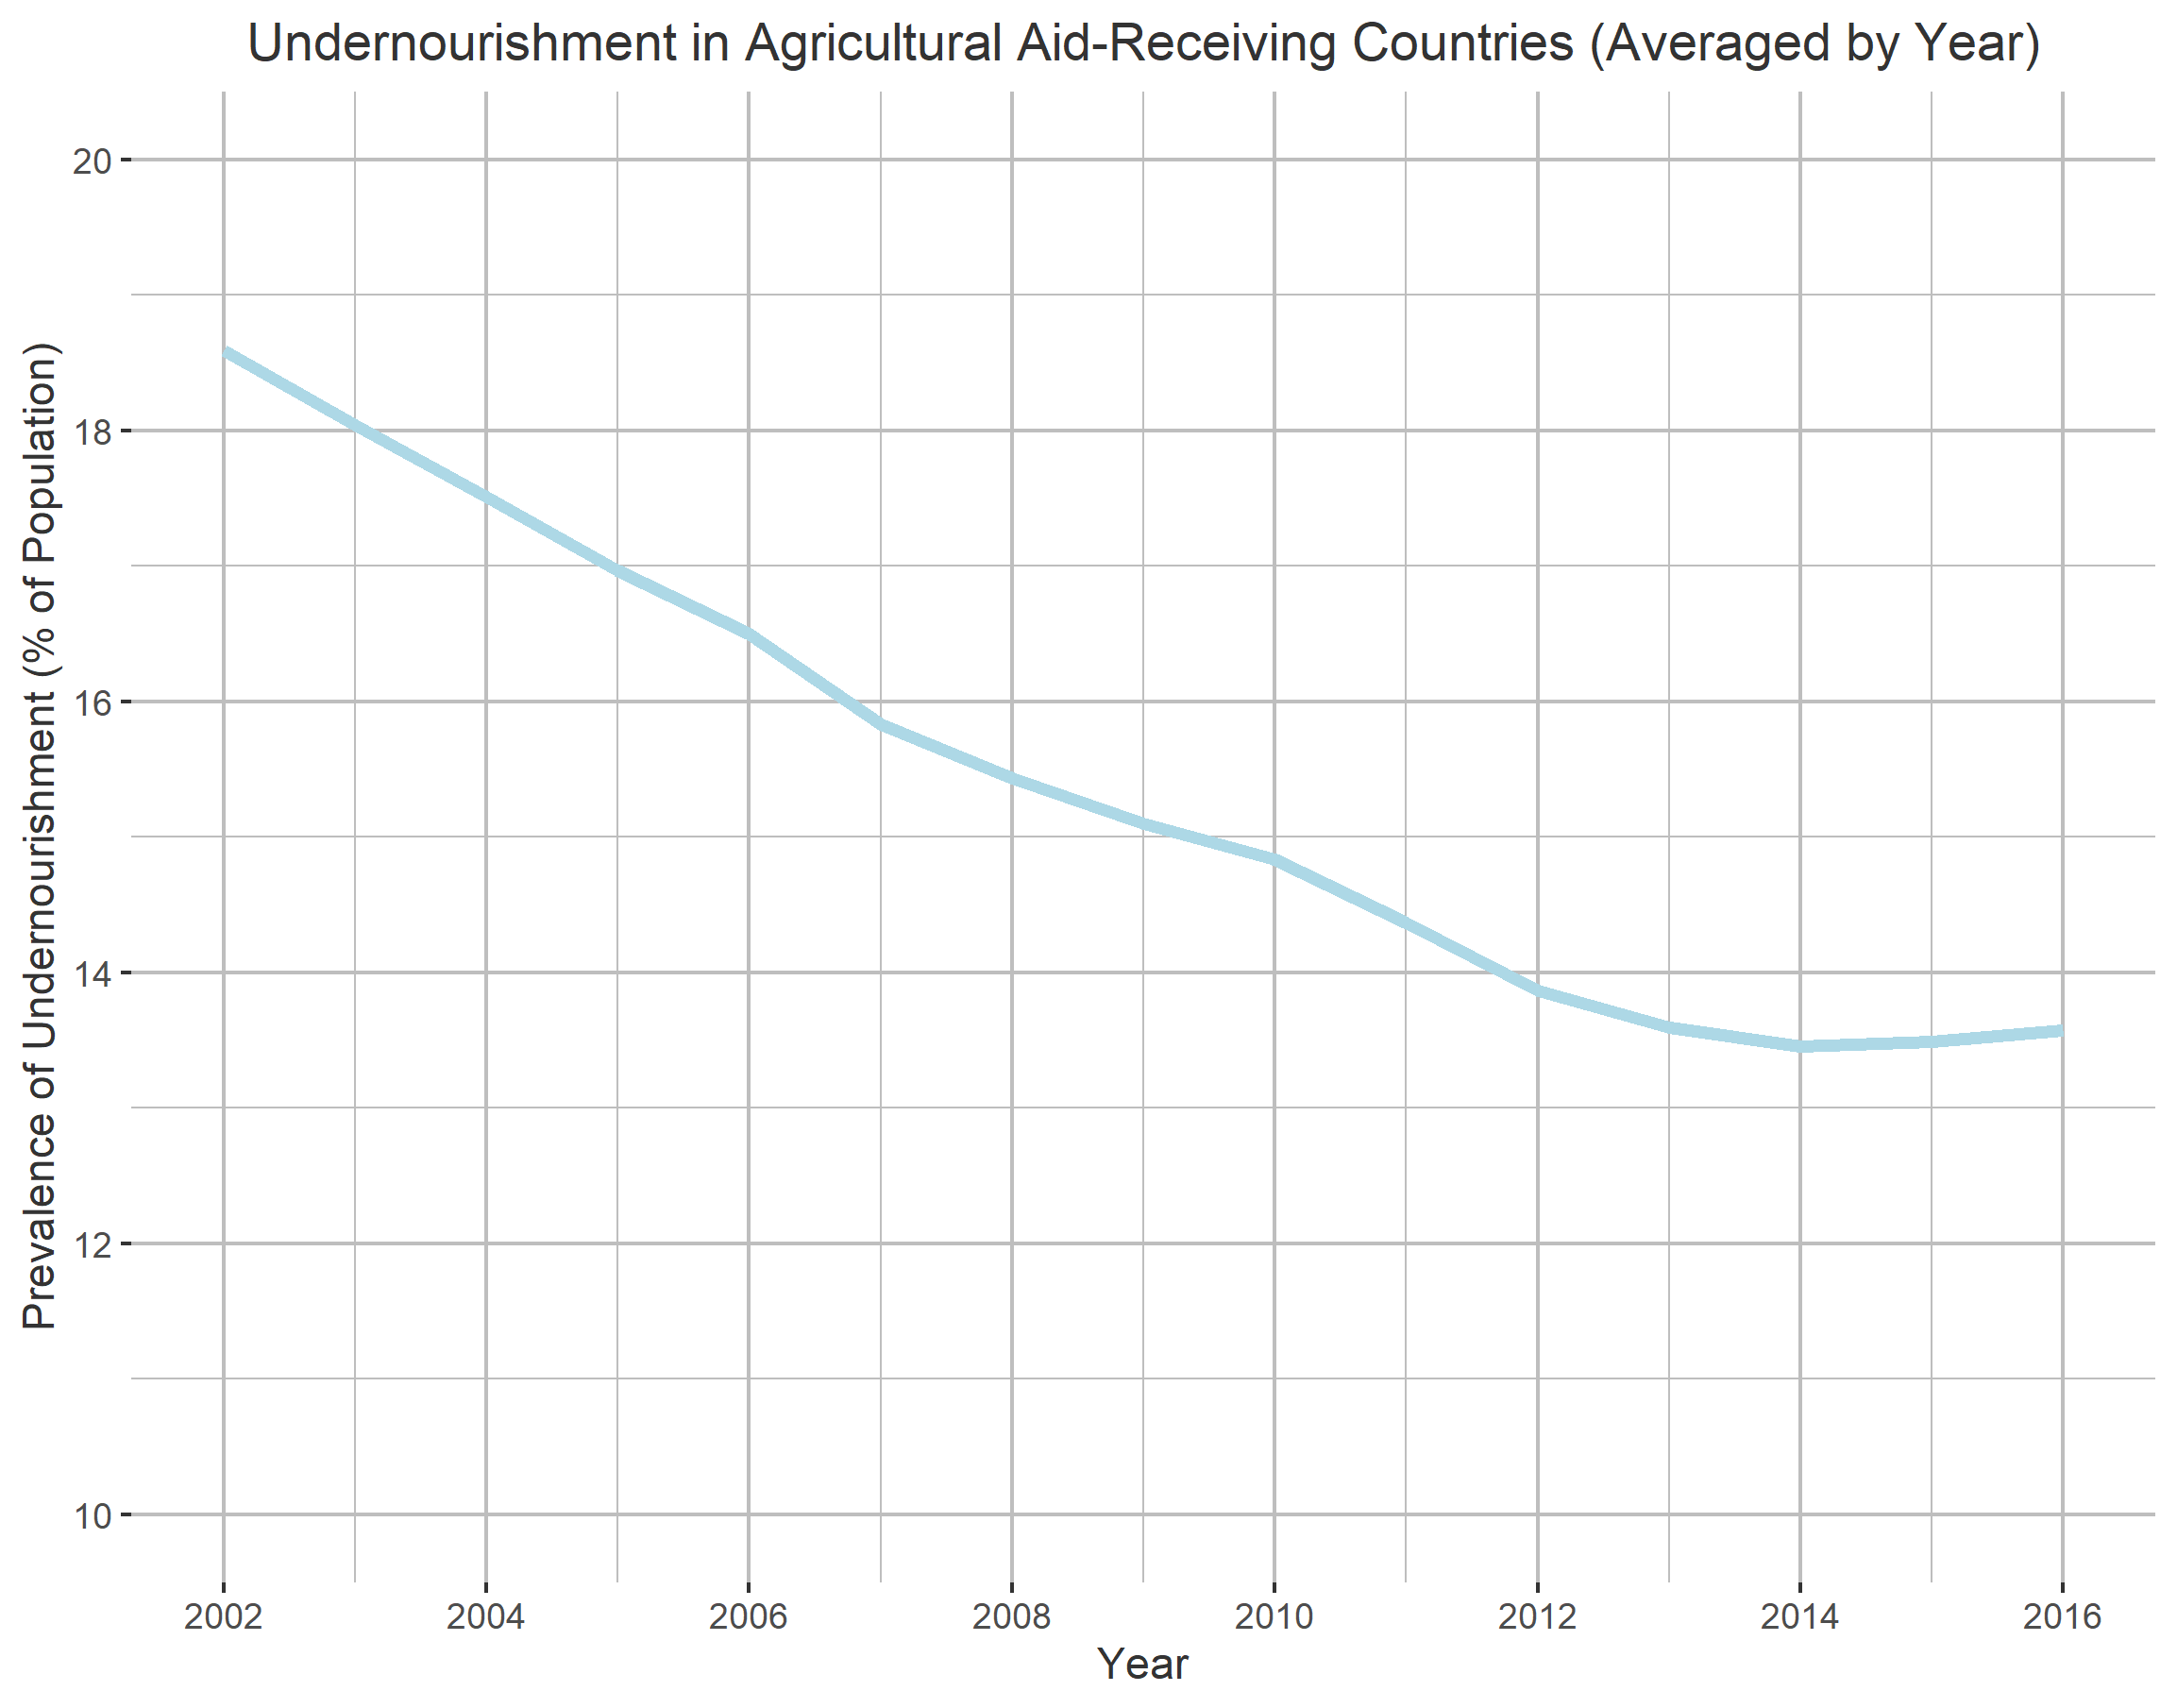 Undernourishment in Agricultural Aid-Receiving Countries (Averaged by Year)
Prevalence of Undernourishment (% of Population)
20
18
16
14
12
10
2002 2004 2006 2008 2010 2012 2014 2016
Year